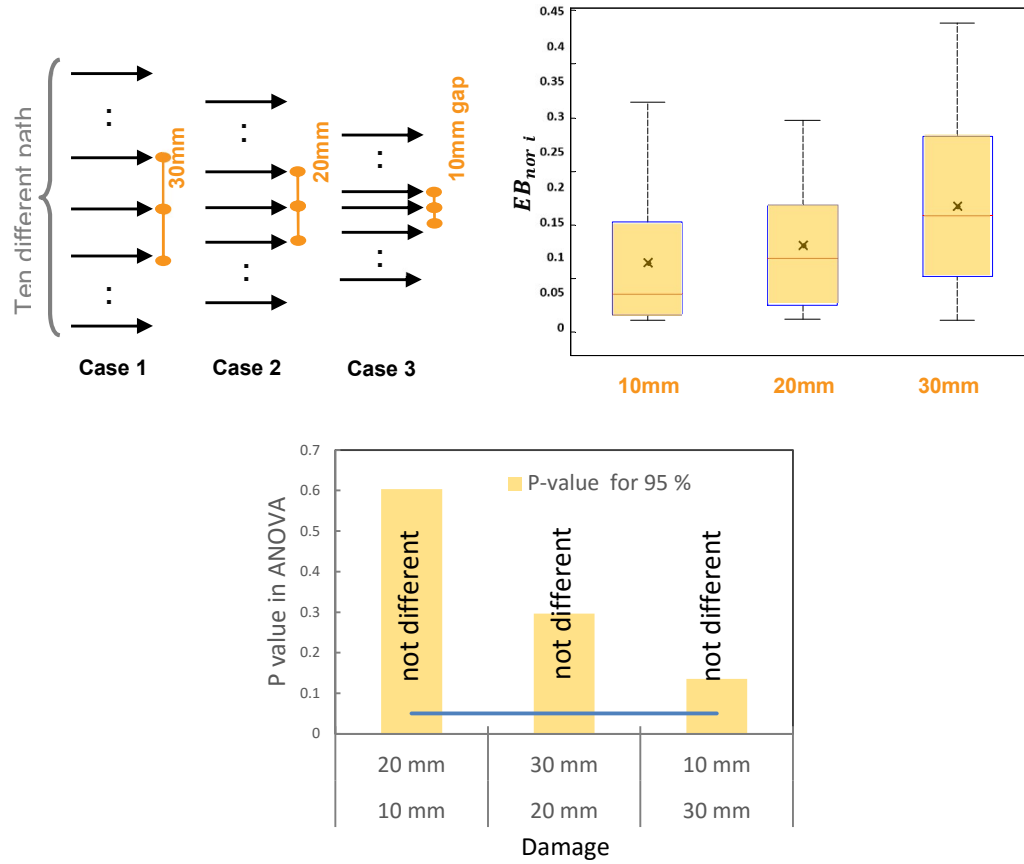 Ten different path
30mm
20mm
10mm gap
Case 1
Case 2
Case 3
EBnor i
0.45
0.4
0.35
0.3
0.25
0.2
0.15
0.1
0.05
0
10mm
20mm
30mm
P value in ANOVA
0.7
0.6
0.5
0.4
0.3
0.2
0.1
0
P-value for 95 %
not different
not different
not different
20 mm
30 mm
10 mm
10 mm
20 mm
30 mm
Damage